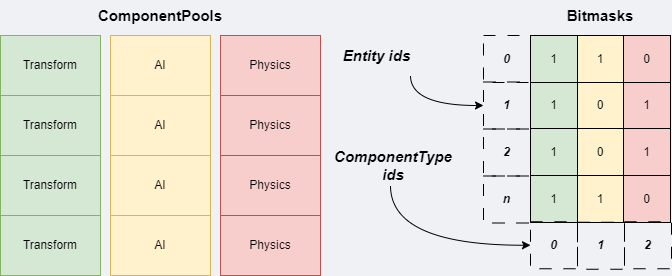 ComponentPools
Transform AI Physics
Transform AI Physics
Transform AI Physics
Transform AI Physics
Bitmasks
Entity ids
ComponentType
ids
0 1 1 0
1 1 0 1
2 1 0 1
n 1 1 0
0 1 2